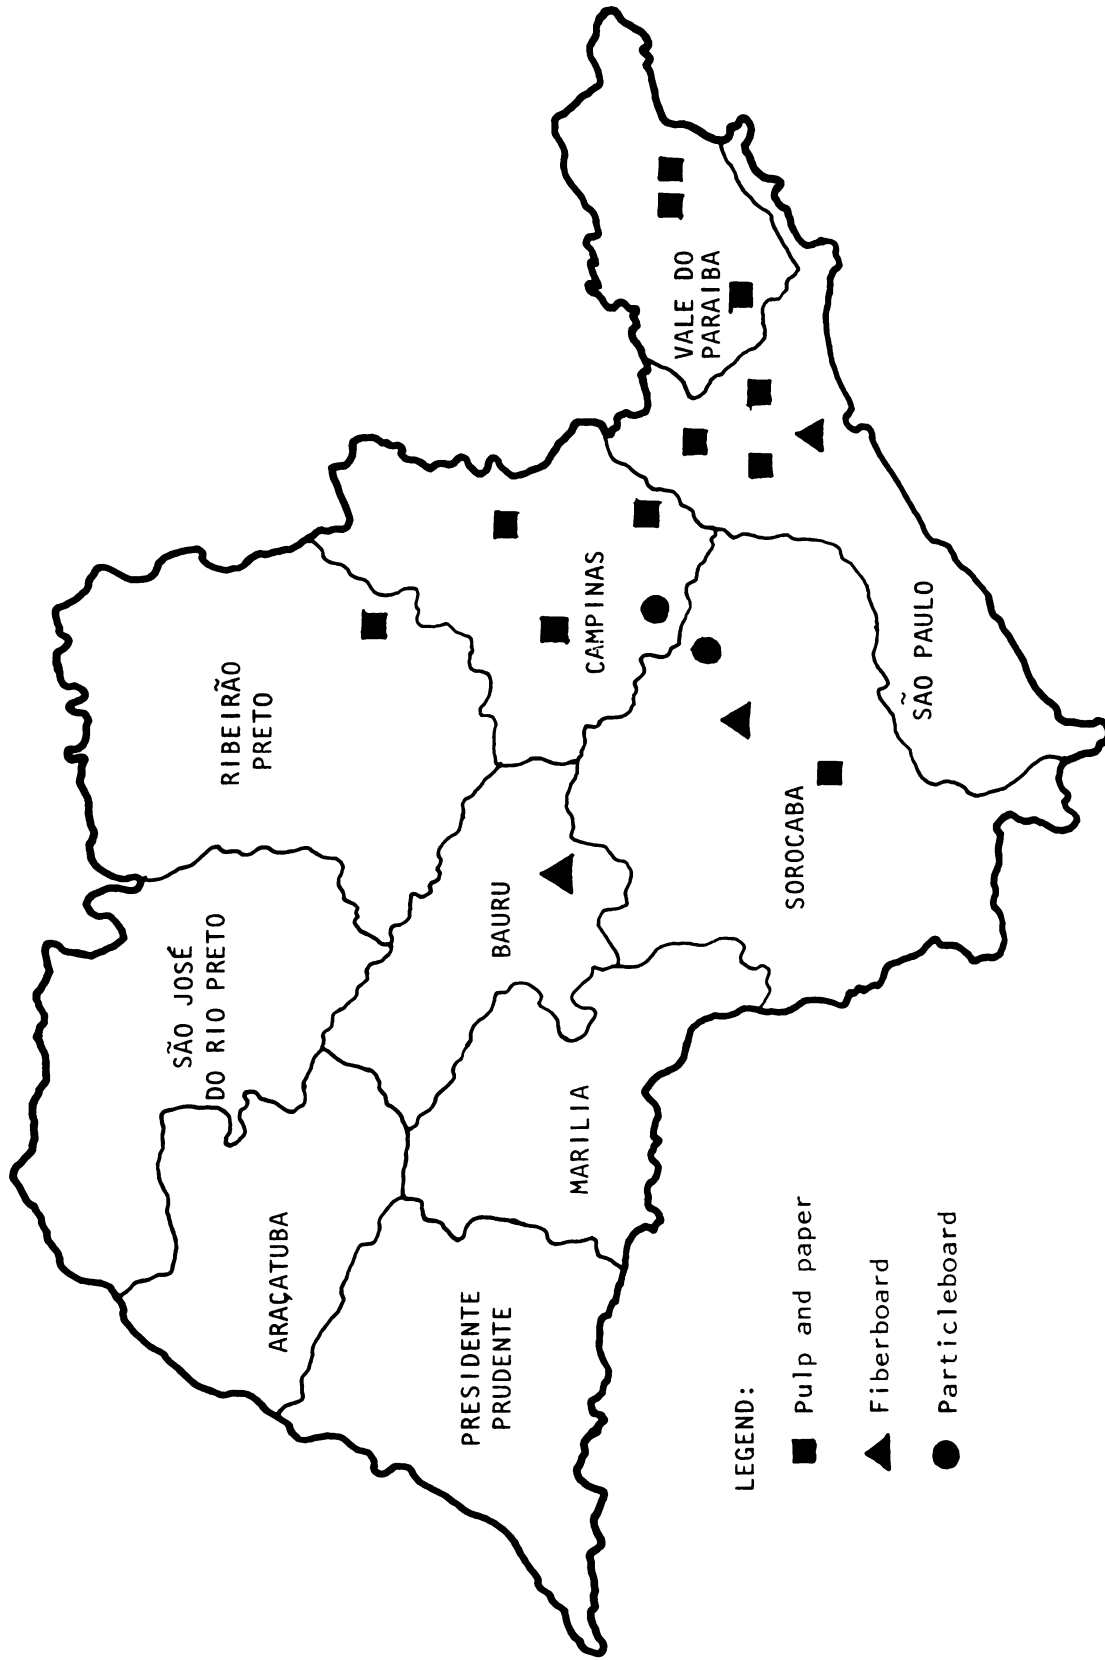 SÃO JOSÉ
DO RIO PRETO
RIBEIRÃO
PRETO
ARAÇATUBA
PRESIDENTE
PRUDENTE
MARILIA
BAURU
CAMPINAS
VALE DO
PARAIBA
SOROCABA
SÃO PAULO
LEGEND:
Pulp and paper
Fiberboard
Particleboard